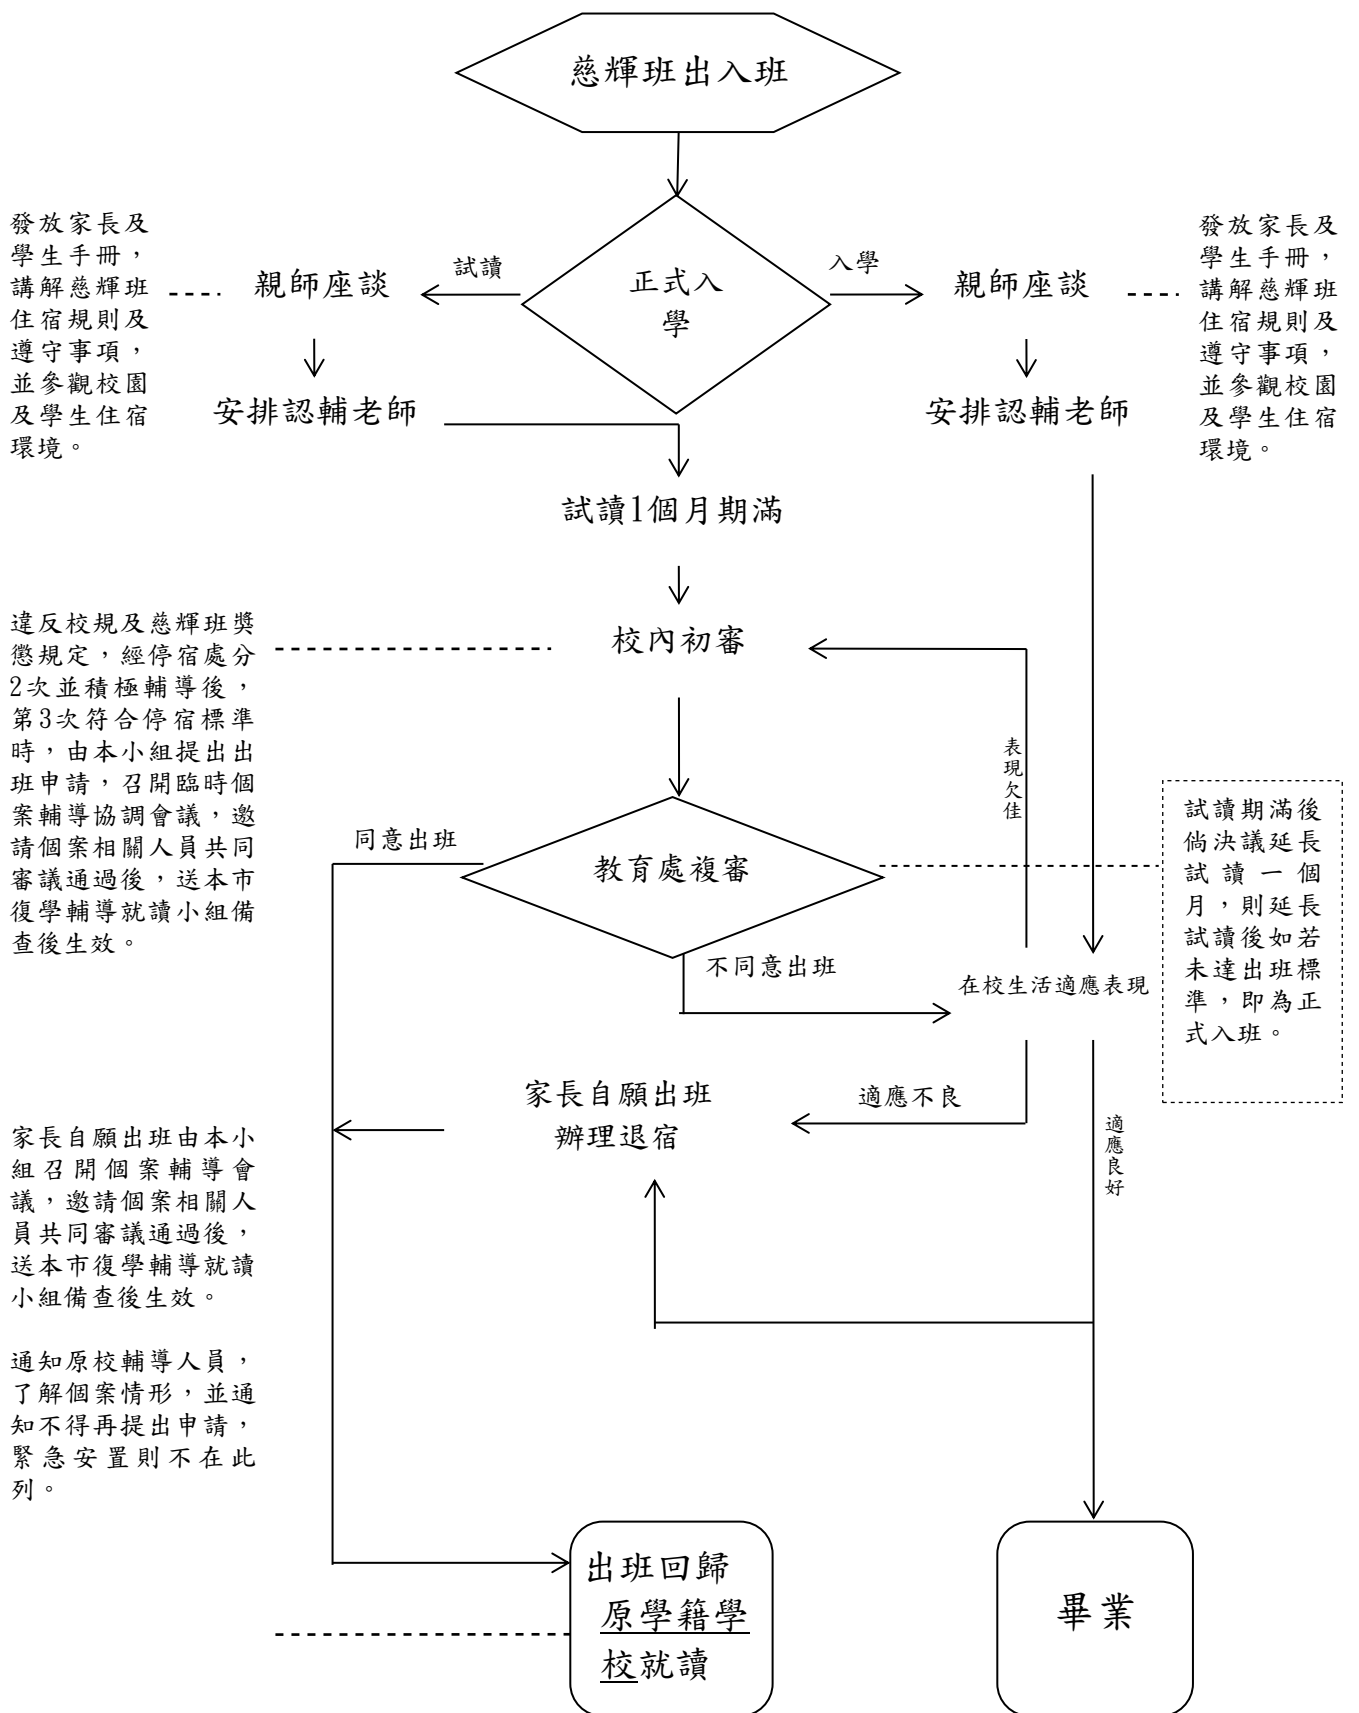 慈輝班出入班
發放家長及
學生手冊，
講解慈輝班
住宿規則及
遵守事項，
並參觀校園
及學生住宿
環境。
親師座談
試讀
正式入
學
入學
親師座談
發放家長及
學生手冊，
講解慈輝班
住宿規則及
遵守事項，
並參觀校園
及學生住宿
環境。
安排認輔老師
安排認輔老師
試讀1個月期滿
違反校規及慈輝班獎
懲規定，經停宿處分
2次並積極輔導後，
第3次符合停宿標準
時，由本小組提出出
班申請，召開臨時個
案輔導協調會議，邀
請個案相關人員共同
審議通過後，送本市
復學輔導就讀小組備
查後生效。
校內初審
表現欠佳
同意出班
教育處複審
試讀期滿後
倘決議延長
試讀一個
月，則延長
試讀後如若
未達出班標
準，即為正
式入班。
不同意出班
在校生活適應表現
家長自願出班
辦理退宿
適應不良
適應良好
家長自願出班由本小
組召開個案輔導會
議，邀請個案相關人
員共同審議通過後，
送本市復學輔導就讀
小組備查後生效。
通知原校輔導人員，
了解個案情形，並通
知不得再提出申請，
緊急安置則不在此
列。
出班回歸
原學籍學
校就讀
畢業